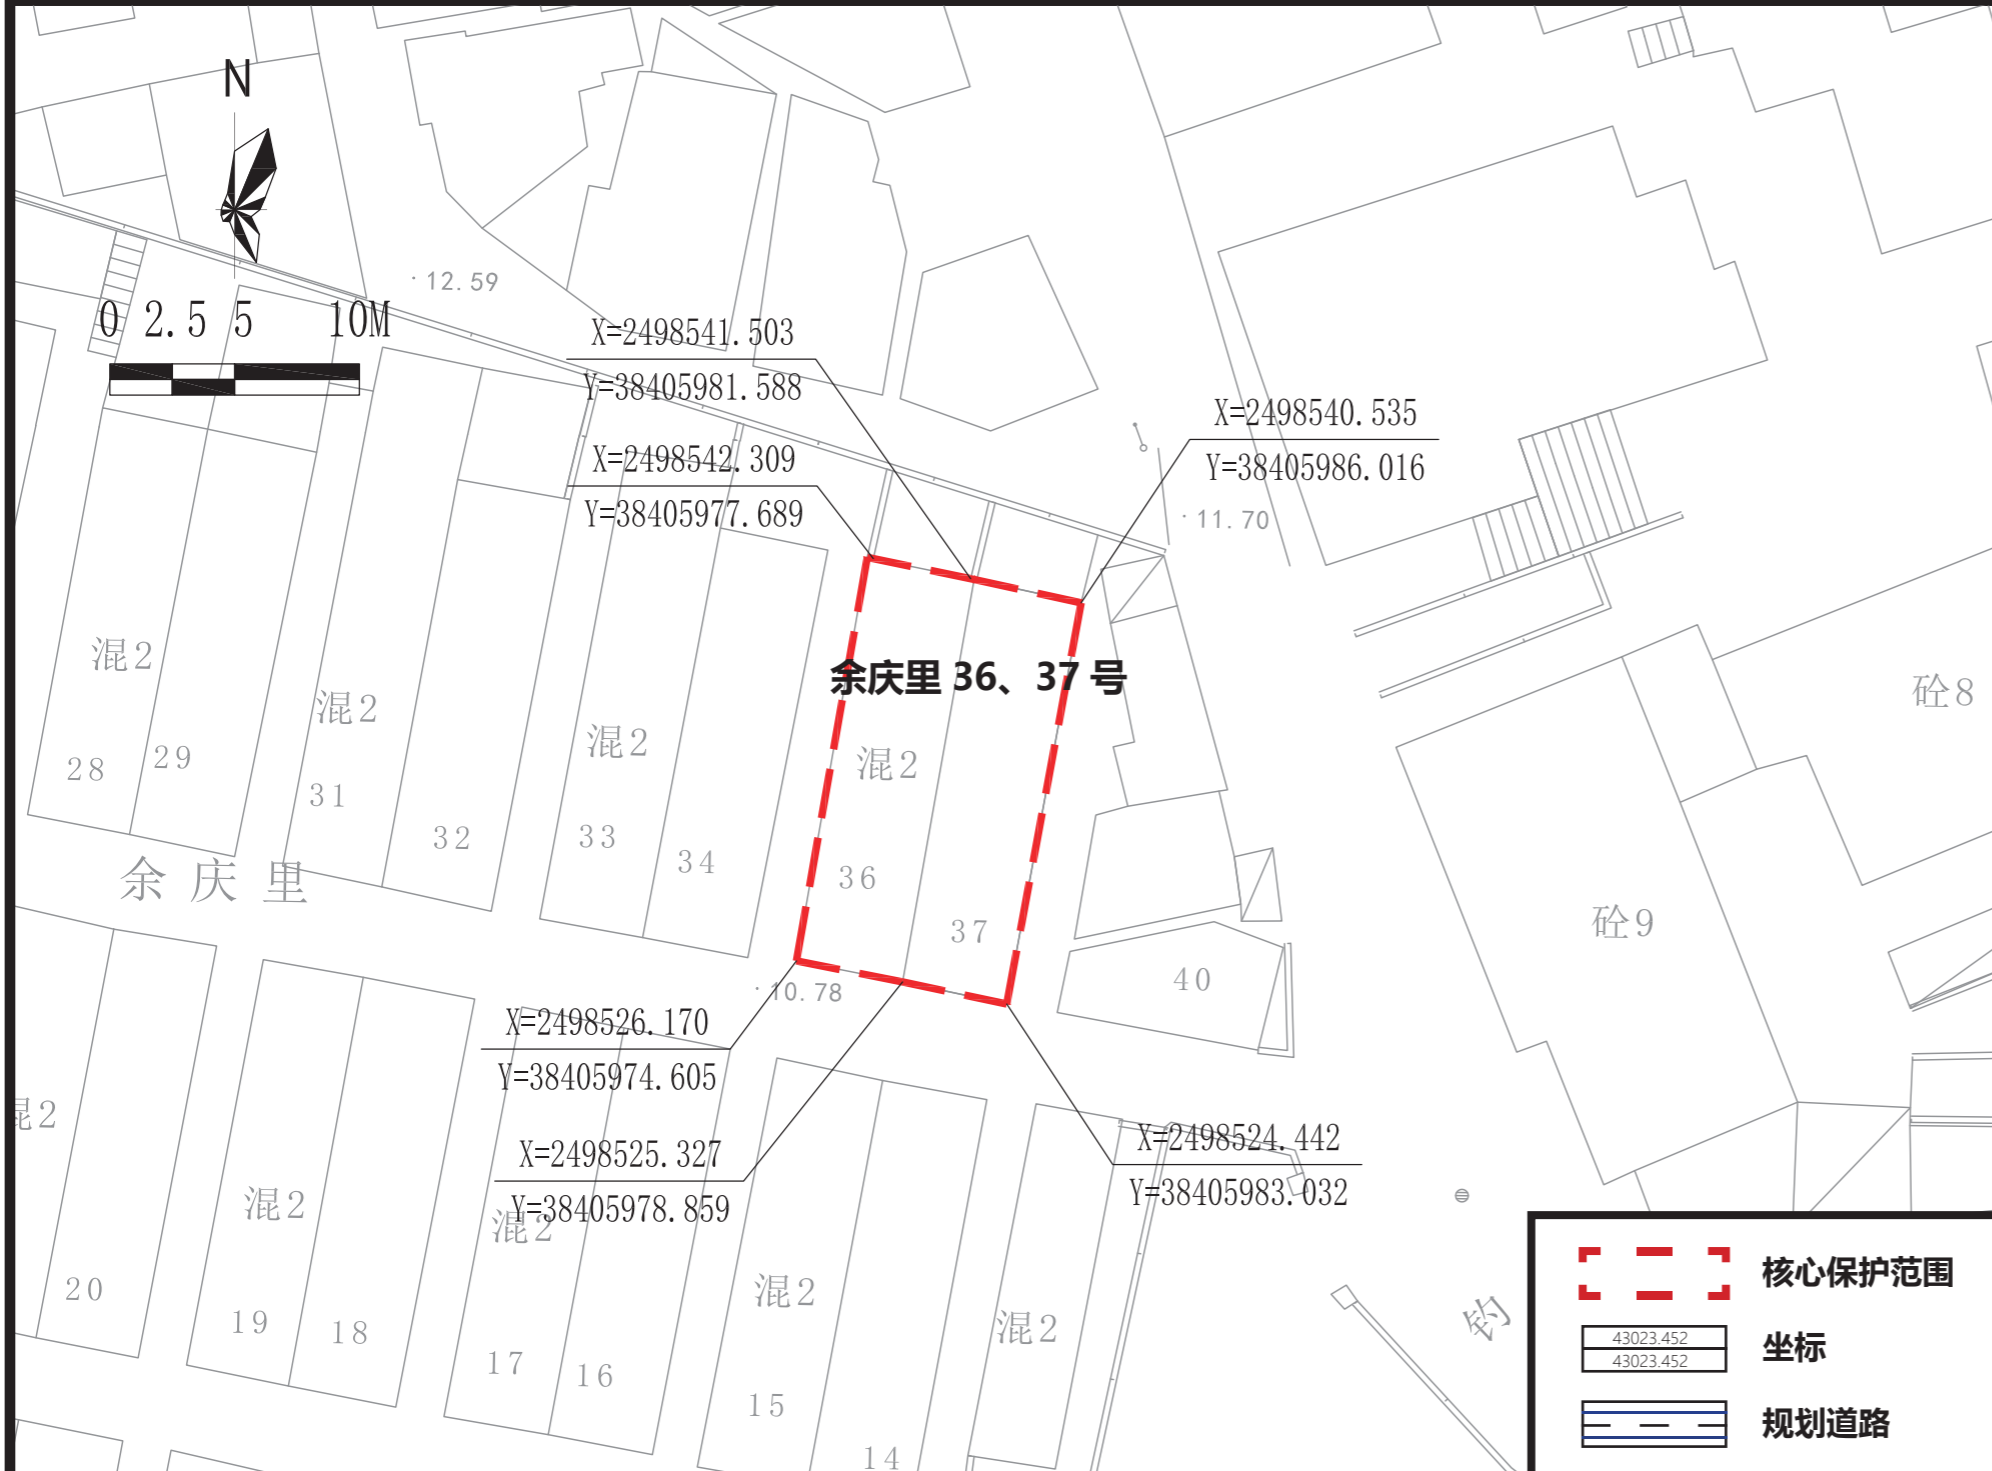 N
·12.59
0 2.5 5 10M
X=2498541.503
Y=38405981.588
X=2498540.535
Y=38405986.016
X=2498542.309
Y=38405977.689
·11.70
余庆里 36、37 号
混2
混2
混2
混2
砼8
28
29
31
32
33
34
36
37
余庆里
砼9
40
·10.78
X=2498526.170
Y=38405974.605
X=2498525.327
Y=38405978.859
X=2498524.442
Y=38405983.032
混2
混2
混2
混2
混2
20
19
18
17
16
15
14
钓
核心保护范围
43023.452
43023.452
坐标
规划道路